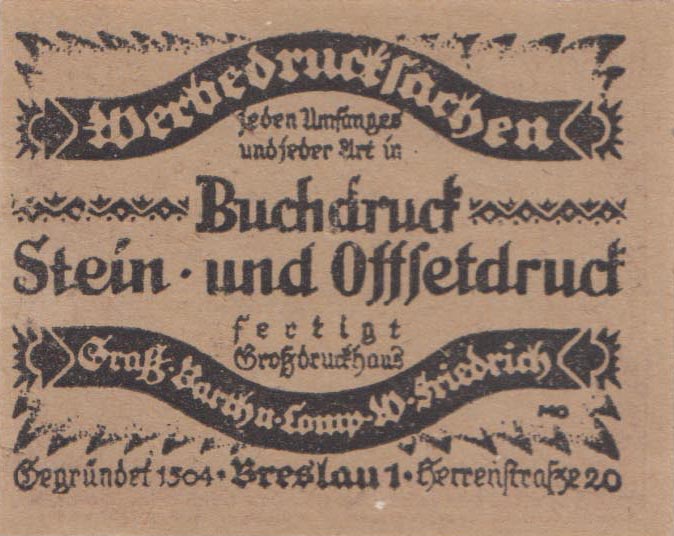 Werbedrucksachen
jeden Umfanges
und jeder Art in
Buchdruck
Stein- und Offsetdruck
fertigt
Großdruckhaus
Graß·Barth u·Comp·W·Friedrich
MO
Gegründet 1504·Breslau 1·Herrenstraße 20